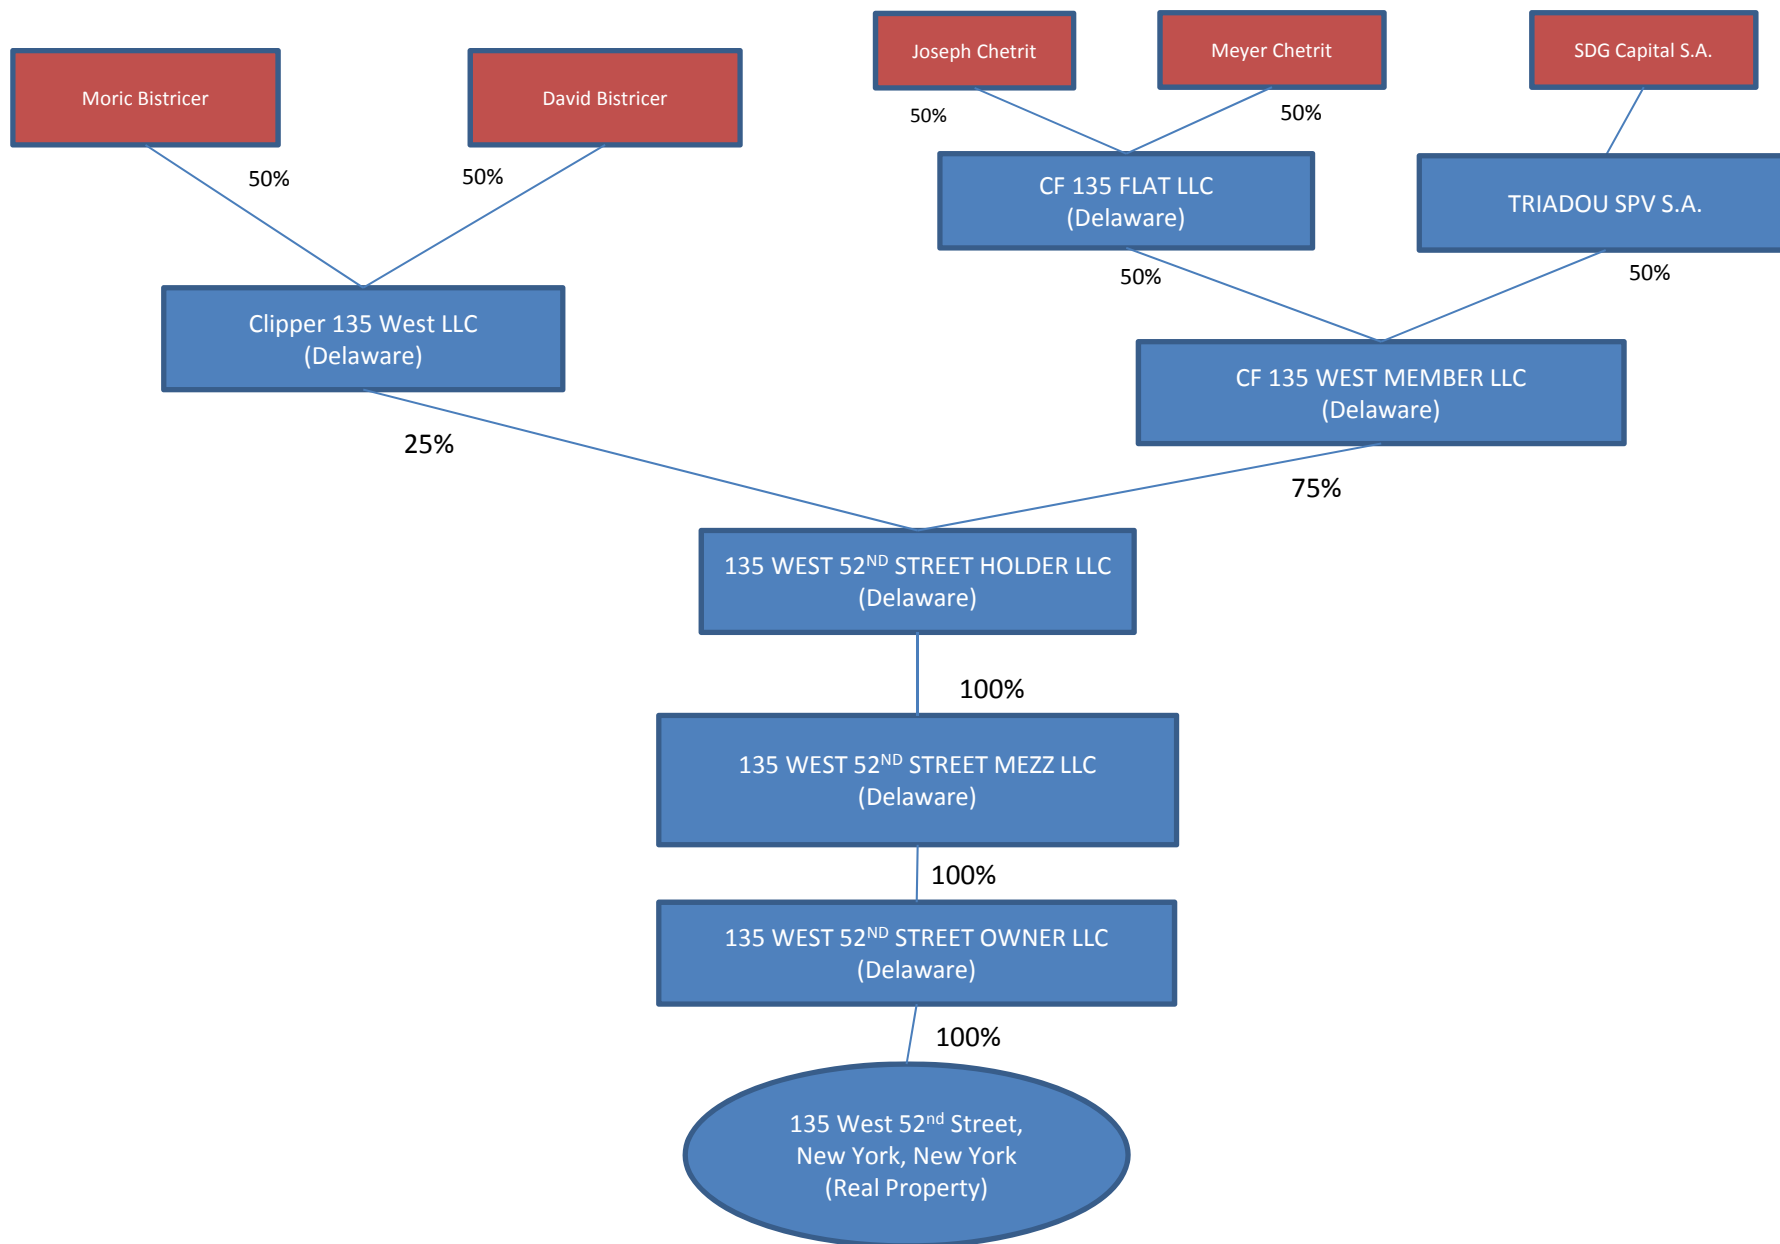 Joseph Chetrit
Meyer Chetrit
SDG Capital S.A.
Moric Bistricer
David Bistricer
50%
50%
50%
50%
CF 135 FLAT LLC
(Delaware)
TRIADOU SPV S.A.
50%
50%
Clipper 135 West LLC
(Delaware)
CF 135 WEST MEMBER LLC
(Delaware)
25%
75%
135 WEST 52ND STREET HOLDER LLC
(Delaware)
100%
135 WEST 52ND STREET MEZZ LLC
(Delaware)
100%
135 WEST 52ND STREET OWNER LLC
(Delaware)
100%
135 West 52nd Street,
New York, New York
(Real Property)